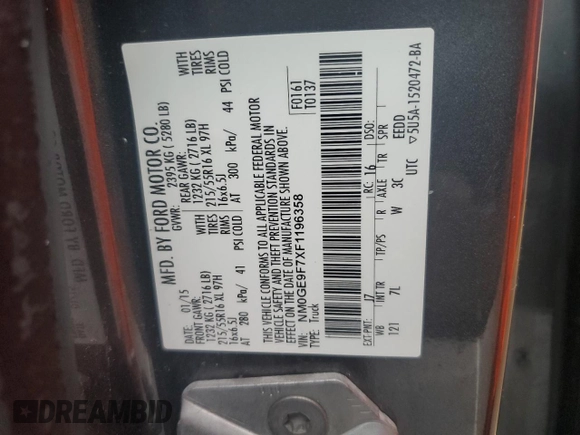 MFD. BY FORD MOTOR CO.
DATE: 01/15 GVWR: 2395 KG ( 5280 LB)
FRONT GAWR: REAR GAWR: WITH
1232 KG ( 2716 LB) WITH 1232 KG ( 2716 LB) TIRES
215/55R16 XL 97H TIRES 215/55R16 XL 97H RIMS
16x6.5J RIMS 16x6.5J
AT 280 kPa/ 41 PSI COLD AT 300 kPa/ 44 PSI COLD
THIS VEHICLE CONFORMS TO ALL APPLICABLE FEDERAL MOTOR
VEHICLE SAFETY AND THEFT PREVENTION STANDARDS IN
EFFECT ON THE DATE OF MANUFACTURE SHOWN ABOVE.
VIN: NM0GE9F7XF1196358 F0161
TYPE: Truck T0137
EXT PNT: J7 RC: 16 DSO:
WB INT TR TP/PS R AXLE TR SPR
121 7L W 3C EEDD
▽5U5A-1520472-BA
DREAMBID